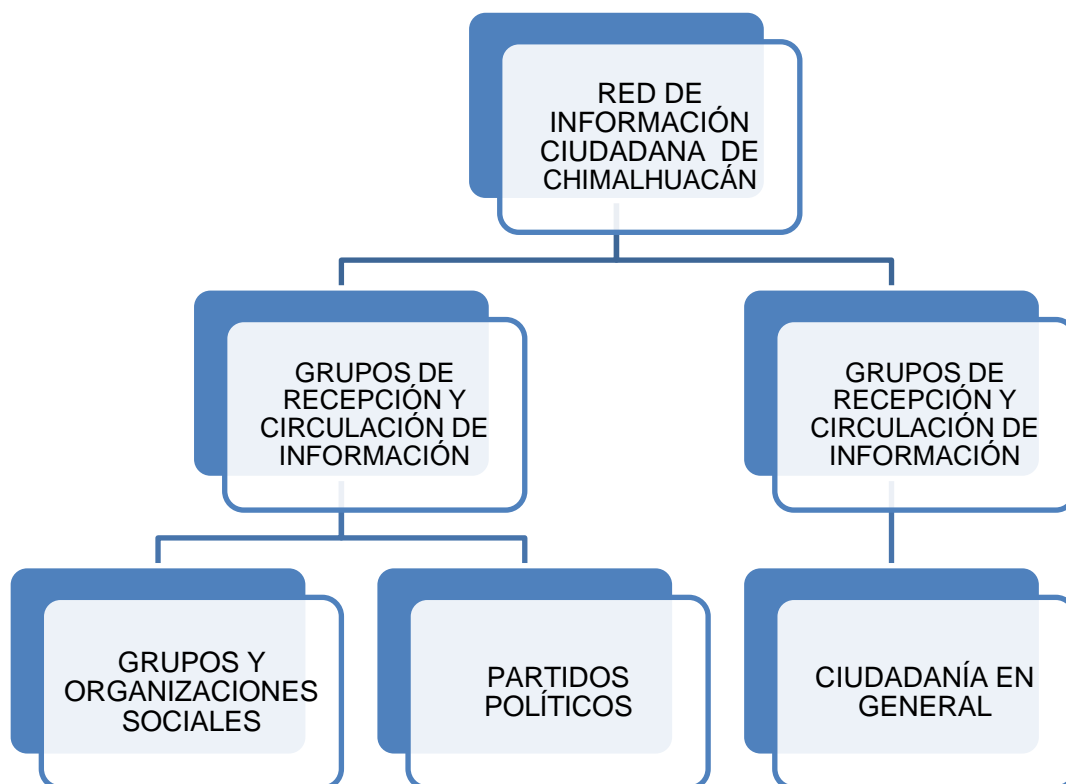 RED DE
INFORMACIÓN
CIUDADANA DE
CHIMALHUACÁN
GRUPOS DE
RECEPCIÓN Y
CIRCULACIÓN DE
INFORMACIÓN
GRUPOS DE
RECEPCIÓN Y
CIRCULACIÓN DE
INFORMACIÓN
GRUPOS Y
ORGANIZACIONES
SOCIALES
PARTIDOS
POLÍTICOS
CIUDADANÍA EN
GENERAL